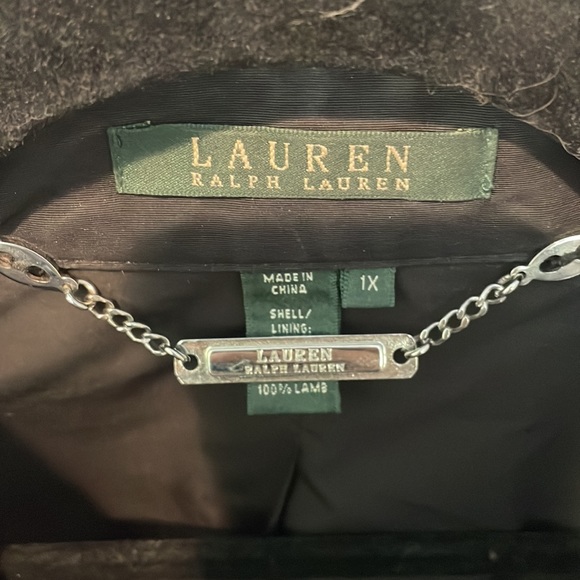 LAUREN
RALPH LAUREN
MADE IN
CHINA
1X
SHELL/
LINING:
LAUREN
RALPH LAUREN
100% LAMB